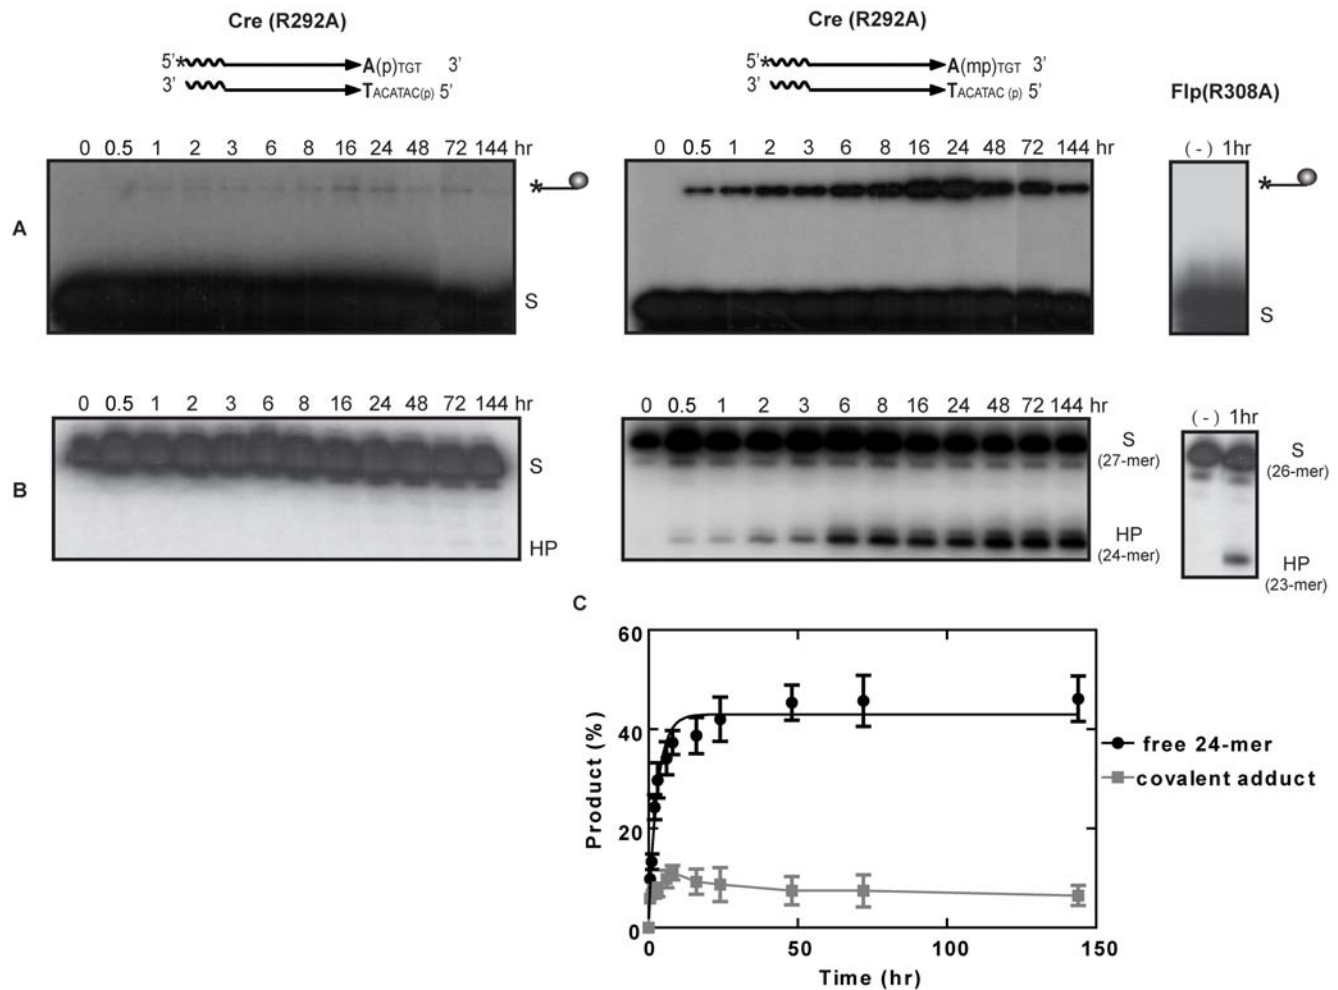 Cre (R292A)
5'* A(p)TGT 3'
3' TACATAC(p) 5'
Cre (R292A)
5'* A(mp)TGT 3'
3' TACATAC (p) 5'
Flp(R308A)
A
0 0.5 1 2 3 6 8 16 24 48 72 144 hr
*
S
0 0.5 1 2 3 6 8 16 24 48 72 144 hr
(-) 1hr
*
S
B
0 0.5 1 2 3 6 8 16 24 48 72 144 hr
S
HP
0 0.5 1 2 3 6 8 16 24 48 72 144 hr
S
(27-mer)
HP
(24-mer)
(-) 1hr
S
(26-mer)
HP
(23-mer)
C
60
40
20
0
Product (%)
0 50 100 150
Time (hr)
free 24-mer
covalent adduct